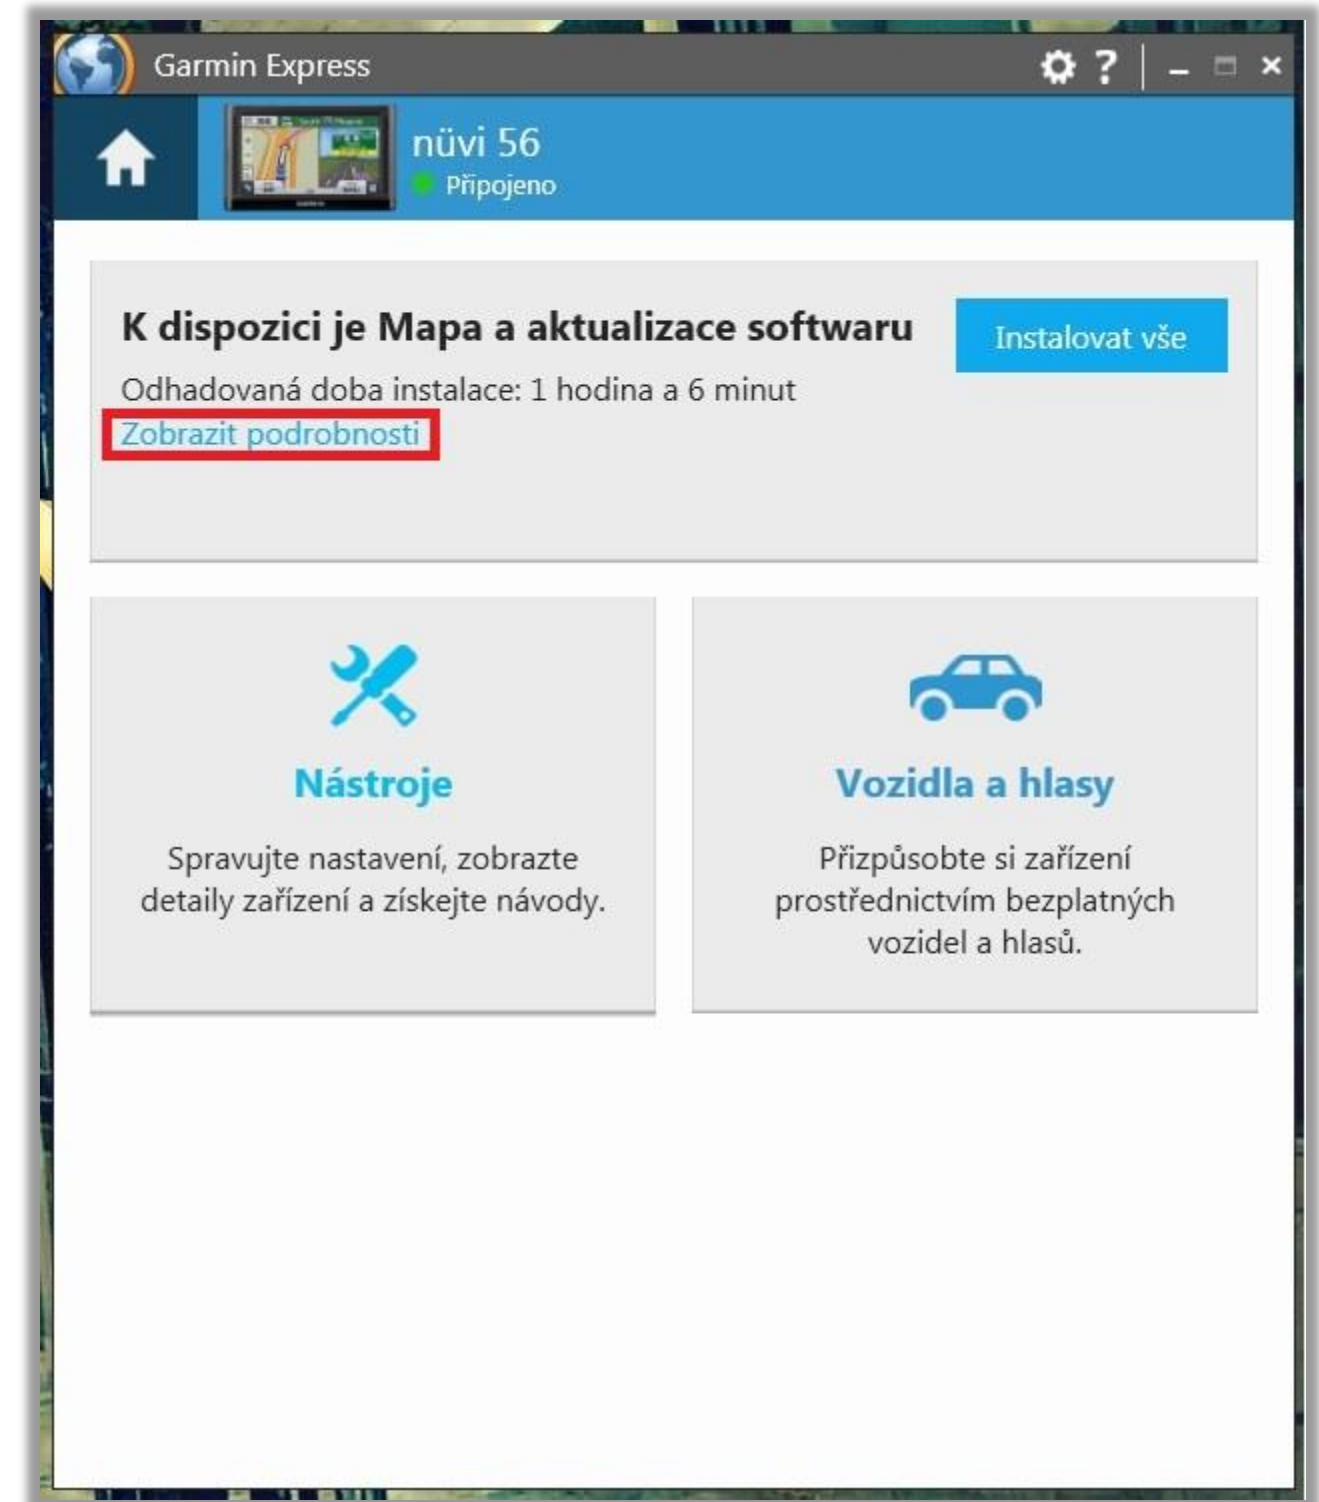 Garmin Express
?
nüvi 56
Připojeno
K dispozici je Mapa a aktualizace softwaru
Instalovat vše
Odhadovaná doba instalace: 1 hodina a 6 minut
Zobrazit podrobnosti
Nástroje
Spravujte nastavení, zobrazte
detaily zařízení a získejte návody.
Vozidla a hlasy
Přizpůsobte si zařízení
prostřednictvím bezplatných
vozidel a hlasů.